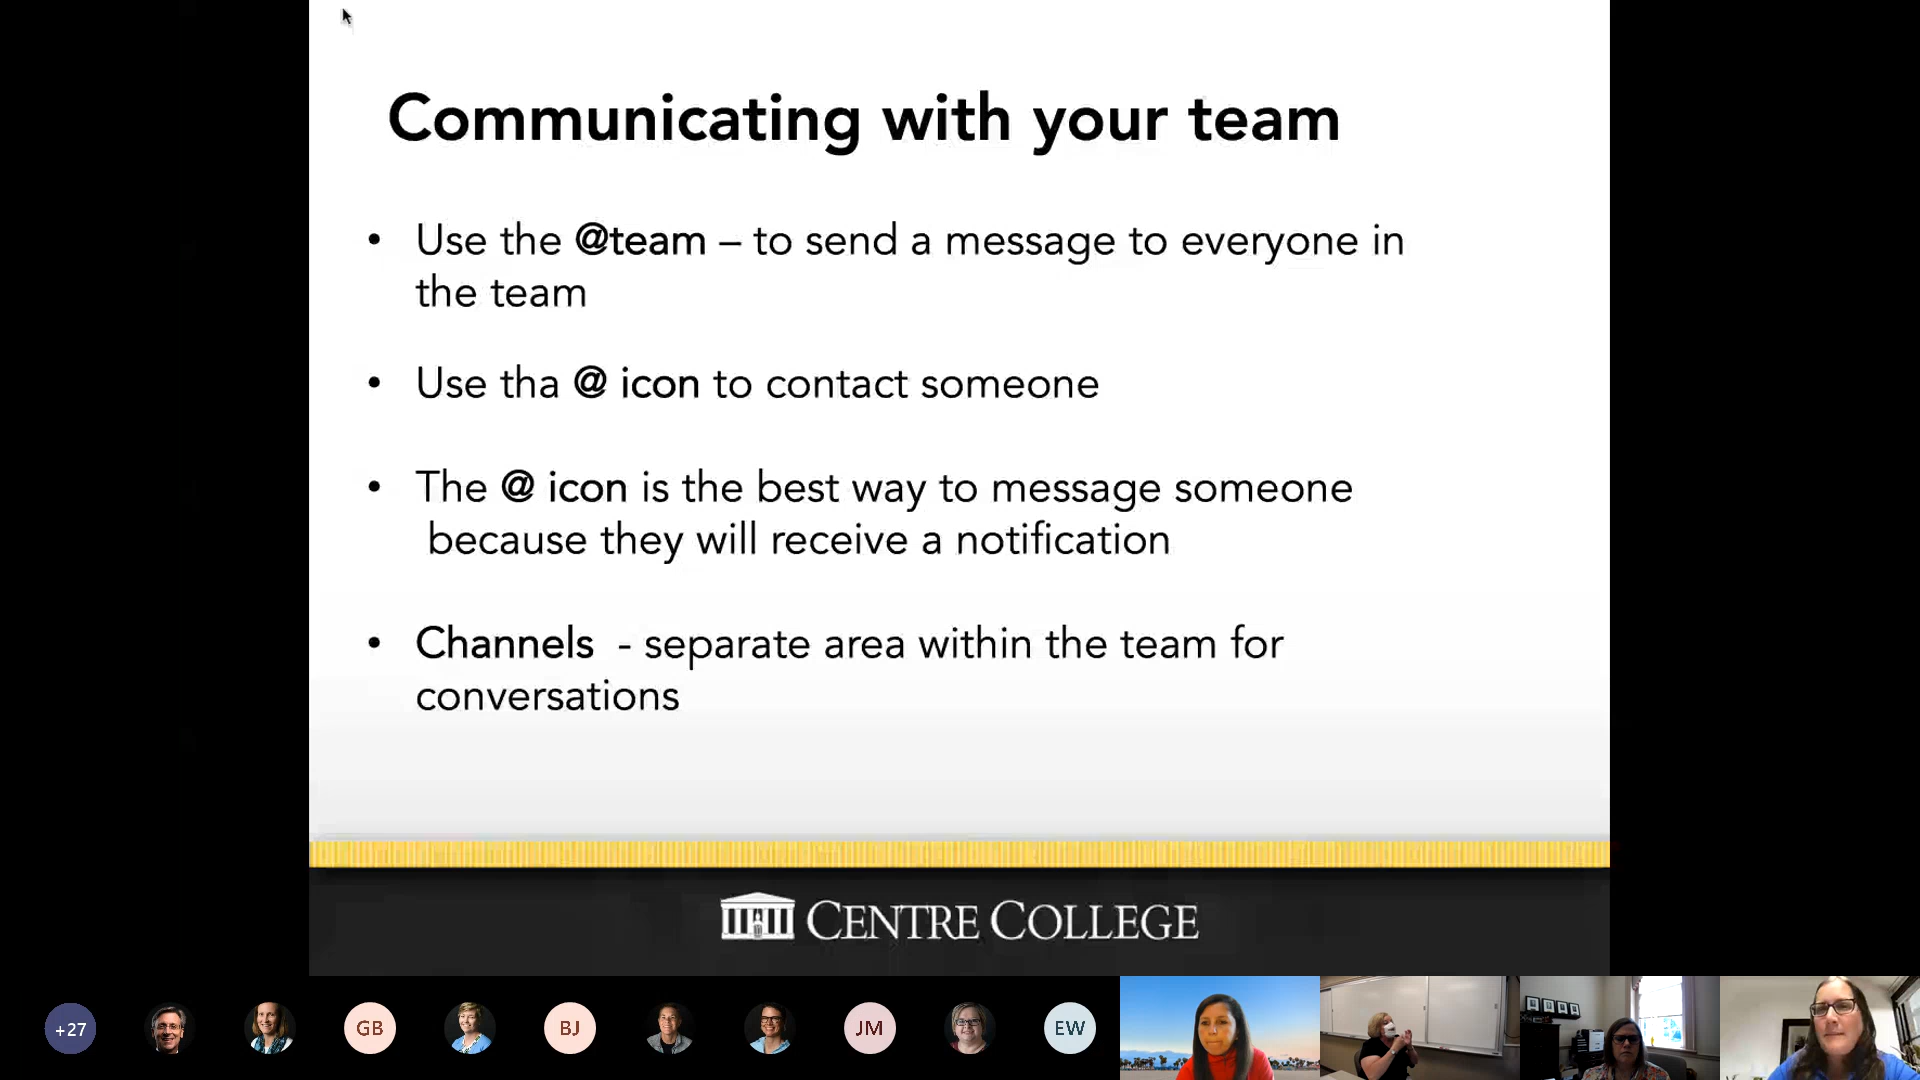 Communicating with your team
• Use the @team – to send a message to everyone in
the team
• Use tha @ icon to contact someone
• The @ icon is the best way to message someone
because they will receive a notification
• Channels - separate area within the team for
conversations
CENTRE COLLEGE
+27 GB BJ JM EW